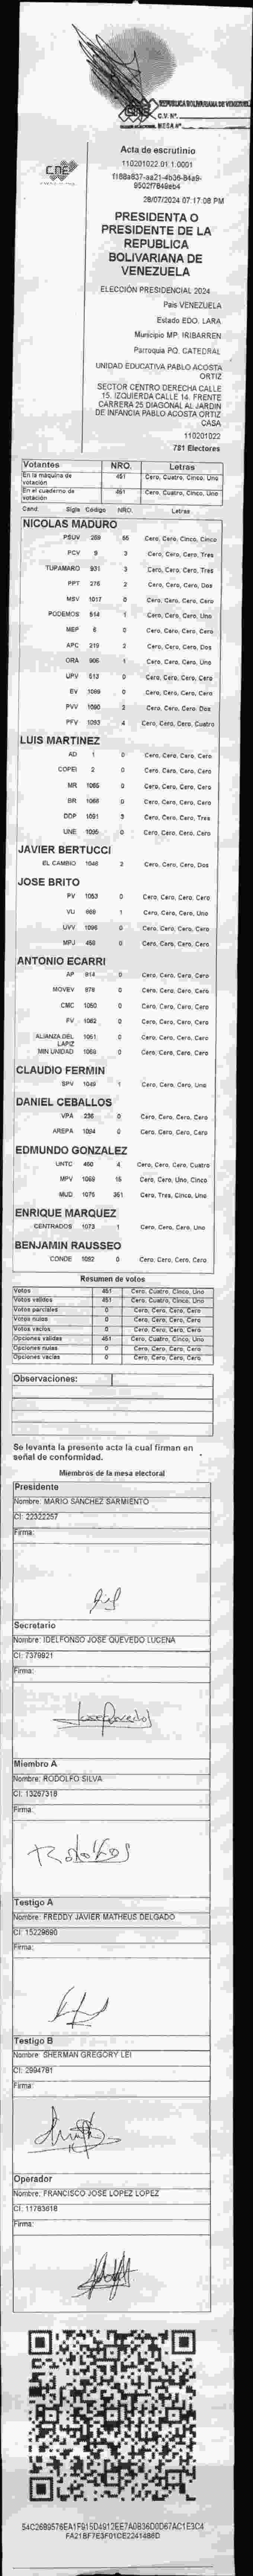 REPUBLICA BOLIVARIANA DE VENEZUELA
C.V. Nº.
MESA Nº.
CNE
Acta de escrutinio
110201022.01.1.0001
28/07/2024 07:17:08 PM
PRESIDENTA O
PRESIDENTE DE LA
REPUBLICA
BOLIVARIANA DE
VENEZUELA
ELECCIÓN PRESIDENCIAL 2024
Pais VENEZUELA
Estado EDO. LARA
Municipio MP. IRIBARREN
Parroquia PQ. CATEDRAL
UNIDAD EDUCATIVA PABLO ACOSTA
ORTIZ
SECTOR CENTRO DERECHA CALLE
15. IZQUIERDA CALLE 14. FRENTE
CARRERA 25 DIAGONAL AL JARDIN
DE INFANCIA PABLO ACOSTA ORTIZ
CASA
110201022
781 Electores
Votantes NRO. Letras
En la máquina de votación 461 Cero, Cuatro, Cinco, Uno
En el cuaderno de votación 461 Cero, Cuatro, Cinco, Uno
Cand. Sigla Código NRO. Letras
NICOLAS MADURO
PSUV 269 Cero, Cero, Cinco, Cinco
PCV 3 Cero, Cero, Cero, Tres
TUPAMARO 931 3 Cero, Cero, Cero, Tres
PPT 275 2 Cero, Cero, Cero, Dos
MSV 1017 0 Cero, Cero, Cero, Cero
PODEMOS 514 1 Cero, Cero, Cero, Uno
MEP 6 0 Cero, Cero, Cero, Cero
APC 219 2 Cero, Cero, Cero, Dos
ORA 906 1 Cero, Cero, Cero, Uno
UPV 513 0 Cero, Cero, Cero, Cero
EV 1089 0 Cero, Cero, Cero, Cero
PVV 1090 2 Cero, Cero, Cero, Dos
PFV 1093 4 Cero, Cero, Cero, Cuatro
LUIS MARTINEZ
AD 1 0 Cero, Cero, Cero, Cero
COPEI 2 0 Cero, Cero, Cero, Cero
MR 1065 0 Cero, Cero, Cero, Cero
BR 1066 0 Cero, Cero, Cero, Cero
DDP 1091 3 Cero, Cero, Cero, Tres
UNE 1095 0 Cero, Cero, Cero, Cero
JAVIER BERTUCCI
EL CAMBIO 1046 2 Cero, Cero, Cero, Dos
JOSE BRITO
PV 1053 0 Cero, Cero, Cero, Cero
VU 669 1 Cero, Cero, Cero, Uno
UVV 1096 0 Cero, Cero, Cero, Cero
MPJ 450 0 Cero, Cero, Cero, Cero
ANTONIO ECARRI
AP 914 0 Cero, Cero, Cero, Cero
MOVEV 978 0 Cero, Cero, Cero, Cero
CMC 1050 0 Cero, Cero, Cero, Cero
FV 1062 0 Cero, Cero, Cero, Cero
ALIANZA DEL LAPIZ 1051 0 Cero, Cero, Cero, Cero
MIN UNIDAD 1068 0 Cero, Cero, Cero, Cero
CLAUDIO FERMIN
SPV 1049 1 Cero, Cero, Cero, Uno
DANIEL CEBALLOS
VPA 236 0 Cero, Cero, Cero, Cero
AREPA 1094 0 Cero, Cero, Cero, Cero
EDMUNDO GONZALEZ
UNTC 460 4 Cero, Cero, Cero, Cuatro
MPV 1069 15 Cero, Cero, Uno, Cinco
MUD 1075 351 Cero, Tres, Cinco, Uno
ENRIQUE MARQUEZ
CENTRADOS 1073 1 Cero, Cero, Cero, Uno
BENJAMIN RAUSSEO
CONDE 1092 0 Cero, Cero, Cero, Cero
Resumen de votos
Votos 451 Cero, Cuatro, Cinco, Uno
Votos validos 451 Cero, Cuatro, Cinco, Uno
Votos parciales 0 Cero, Cero, Cero, Cero
Votos nulos 0 Cero, Cero, Cero, Cero
Votos vacios 0 Cero, Cero, Cero, Cero
Opciones validas 451 Cero, Cuatro, Cinco, Uno
Opciones nulas 0 Cero, Cero, Cero, Cero
Opciones vacias 0 Cero, Cero, Cero, Cero
Observaciones:
Se levanta la presente acta la cual firman en
señal de conformidad.
Miembros de la mesa electoral
Presidente
Nombre: MARIO SANCHEZ SARMIENTO
CI: 22322257
Firma:
Secretario
Nombre: IDELFONSO JOSE QUEVEDO LUCENA
CI: 7379921
Firma:
Miembro A
Nombre: RODOLFO SILVA
CI: 13267318
Firma:
Testigo A
Nombre: FREDDY JAVIER MATHEUS DELGADO
CI: 15229690
Firma:
Testigo B
Nombre: SHERMAN GREGORY LEI
CI: 2994781
Firma:
Operador
Nombre: FRANCISCO JOSE LOPEZ LOPEZ
CI: 11783618
Firma: